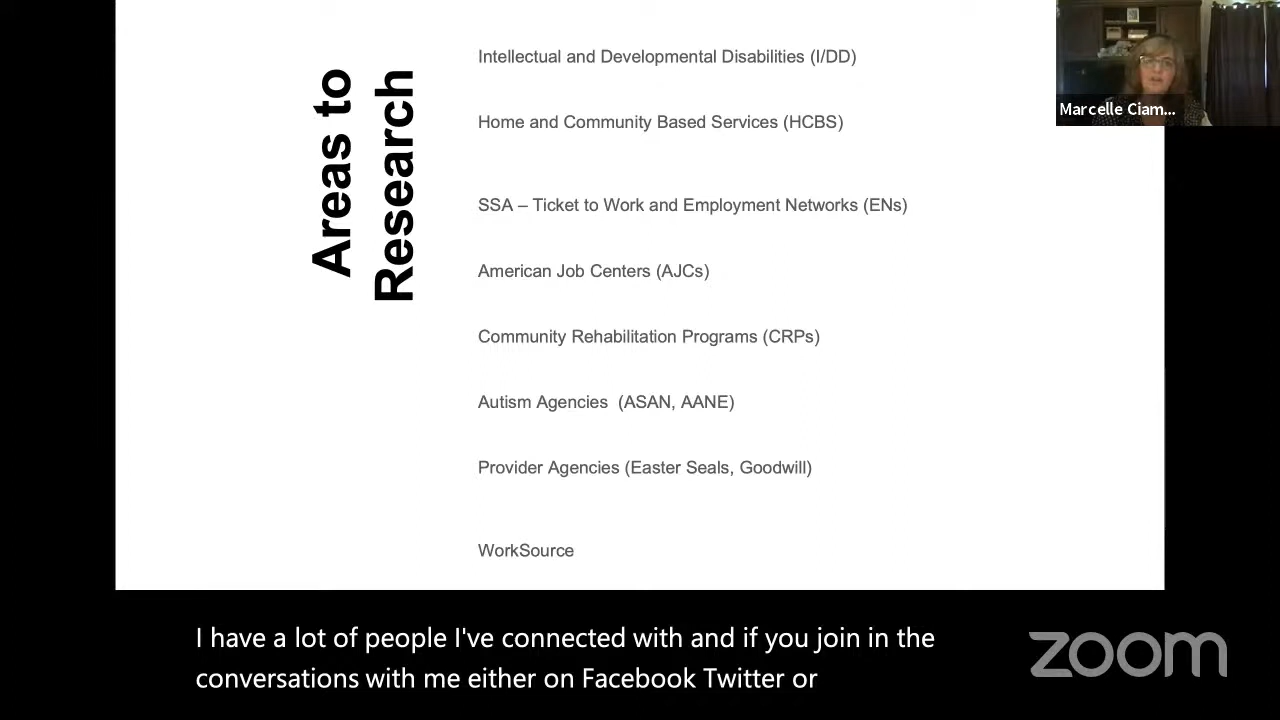 Areas to
Research
Intellectual and Developmental Disabilities (I/DD)
Home and Community Based Services (HCBS)
SSA – Ticket to Work and Employment Networks (ENs)
American Job Centers (AJCs)
Community Rehabilitation Programs (CRPs)
Autism Agencies  (ASAN, AANE)
Provider Agencies (Easter Seals, Goodwill)
WorkSource
Marcelle Ciam...
I have a lot of people I've connected with and if you join in the
conversations with me either on Facebook Twitter or
zoom